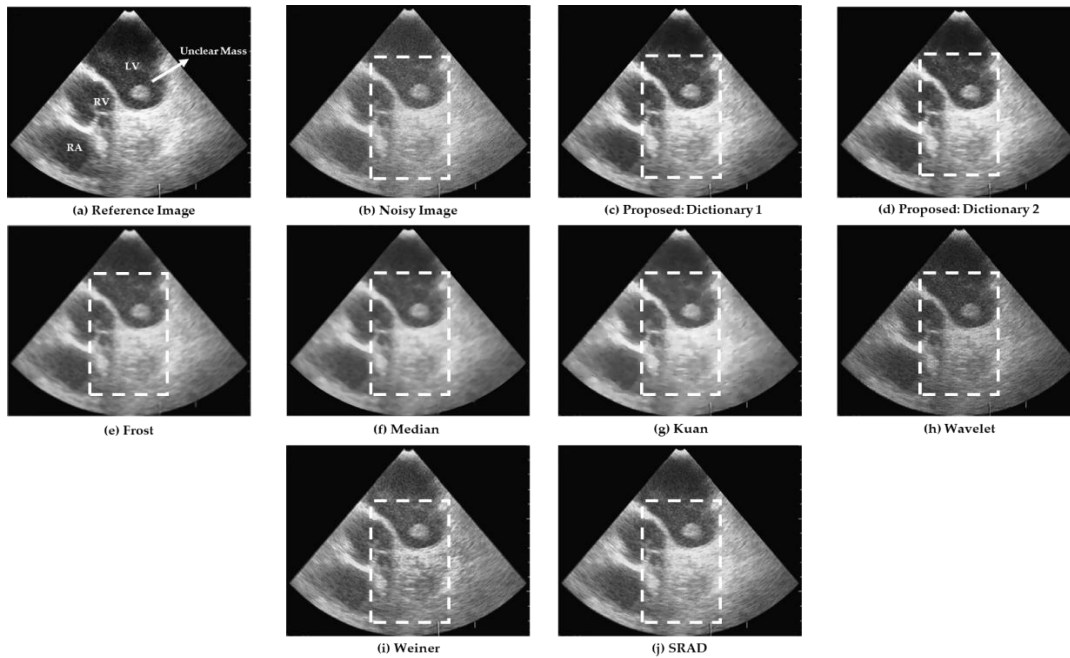 Unclear Mass
LV
RV
RA
(a) Reference Image
(b) Noisy Image
(c) Proposed: Dictionary 1
(d) Proposed: Dictionary 2
(e) Frost
(f) Median
(g) Kuan
(h) Wavelet
(i) Weiner
(j) SRAD